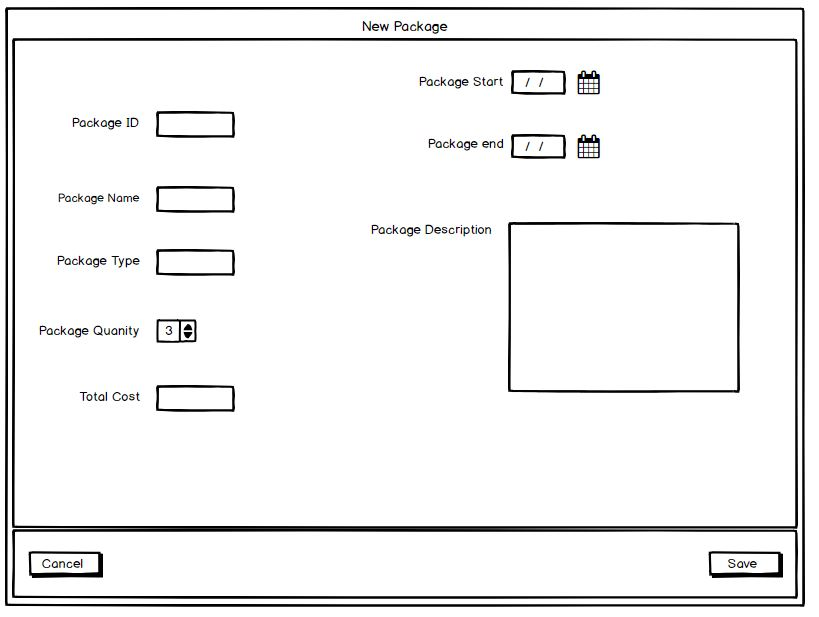 New Package
Package Start / /
Package ID
Package end / /
Package Name
Package Description
Package Type
Package Quanity 3
Total Cost
Cancel
Save